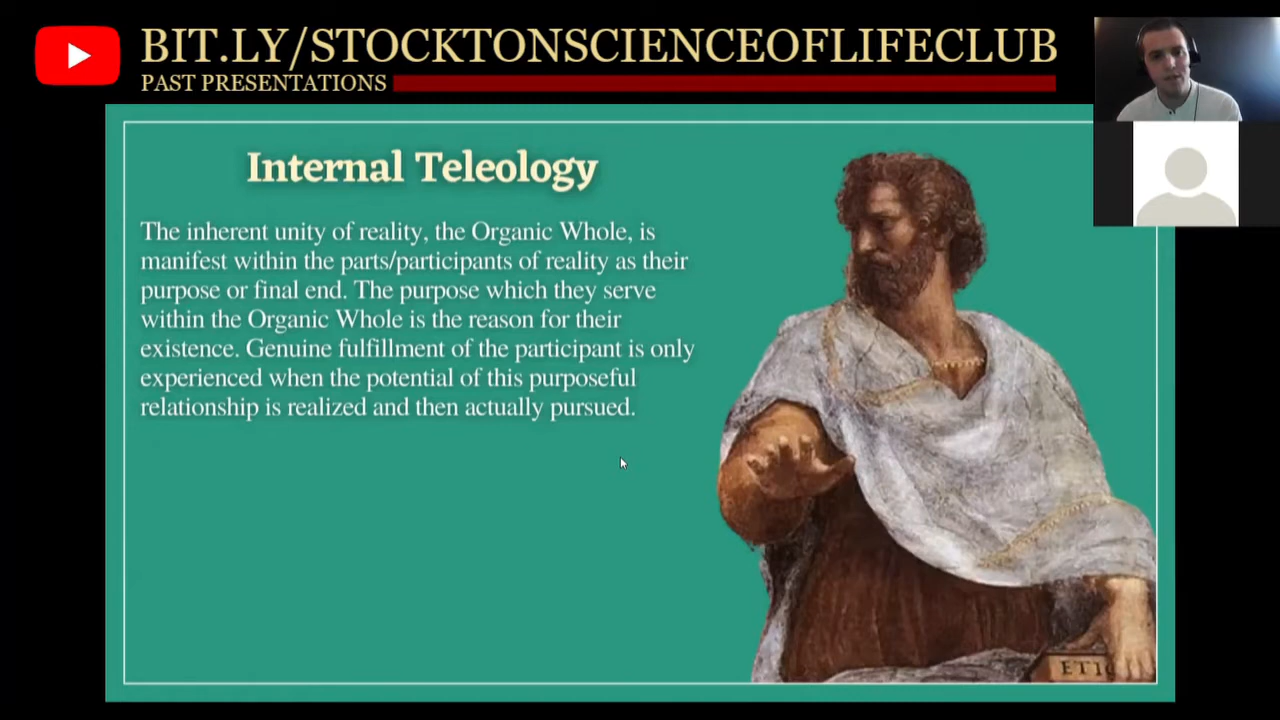 BIT.LY/STOCKTONSCIENCEOFLIFECLUB
PAST PRESENTATIONS
Internal Teleology
The inherent unity of reality, the Organic Whole, is
manifest within the parts/participants of reality as their
purpose or final end. The purpose which they serve
within the Organic Whole is the reason for their
existence. Genuine fulfillment of the participant is only
experienced when the potential of this purposeful
relationship is realized and then actually pursued.
ETIC